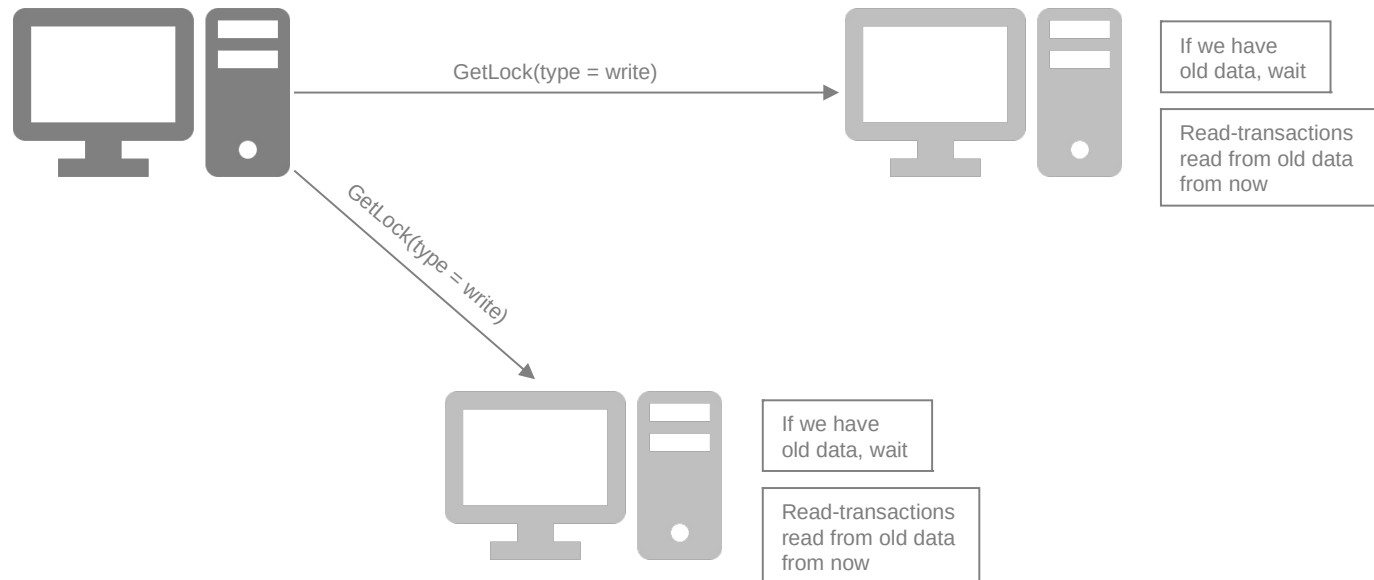 GetLock(type = write)
If we have
old data, wait
Read-transactions
read from old data
from now
GetLock(type = write)
If we have
old data, wait
Read-transactions
read from old data
from now